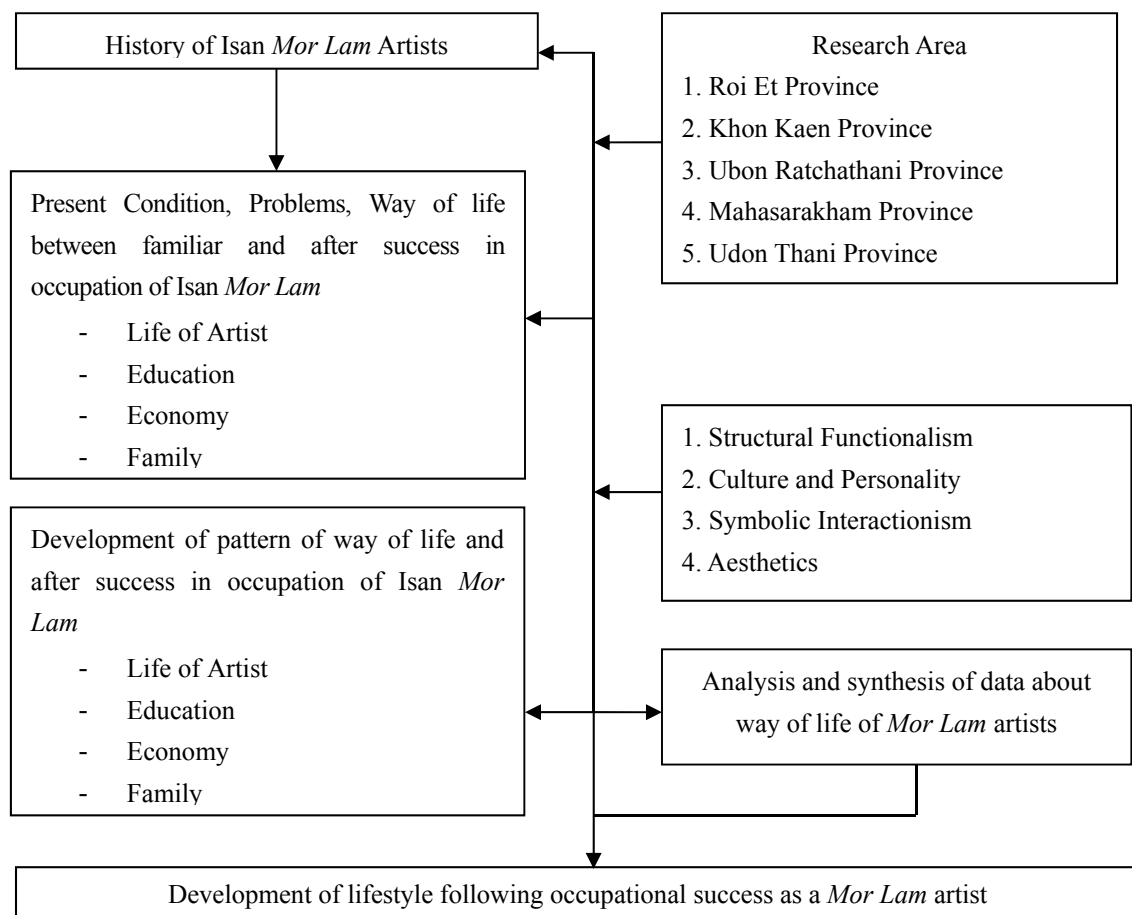 History of Isan Mor Lam Artists
Present Condition, Problems, Way of life
between familiar and after success in
occupation of Isan Mor Lam
- Life of Artist
- Education
- Economy
- Family
Development of pattern of way of life and
after success in occupation of Isan Mor
Lam
- Life of Artist
- Education
- Economy
- Family
Research Area
1. Roi Et Province
2. Khon Kaen Province
3. Ubon Ratchathani Province
4. Mahasarakham Province
5. Udon Thani Province
1. Structural Functionalism
2. Culture and Personality
3. Symbolic Interactionism
4. Aesthetics
Analysis and synthesis of data about
way of life of Mor Lam artists
Development of lifestyle following occupational success as a Mor Lam artist